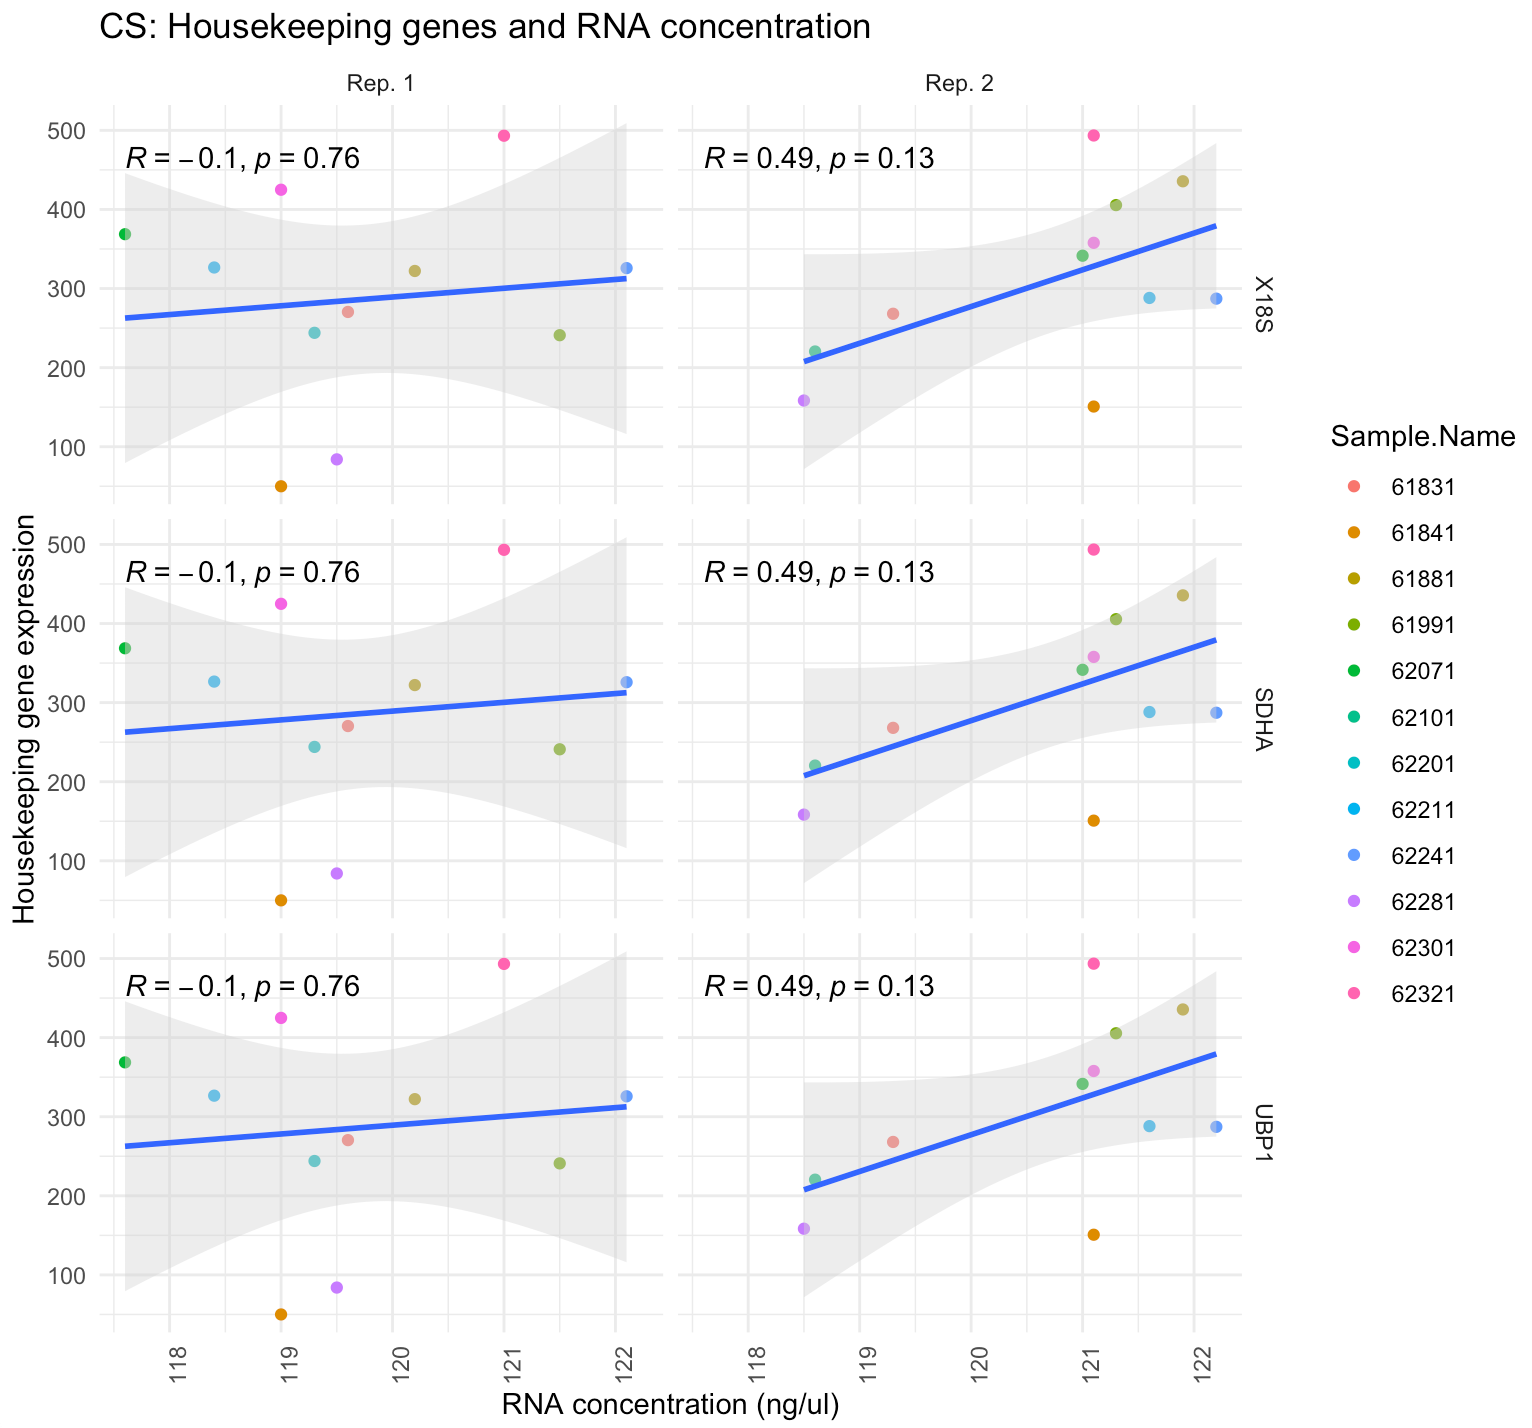 CS: Housekeeping genes and RNA concentration
Rep. 1
Rep. 2
500
400
300
200
100
R = −0.1, p = 0.76
R = 0.49, p = 0.13
X18S
500
400
300
200
100
R = −0.1, p = 0.76
R = 0.49, p = 0.13
SDHA
500
400
300
200
100
R = −0.1, p = 0.76
R = 0.49, p = 0.13
UBP1
Housekeeping gene expression
118
119
120
121
122
118
119
120
121
122
RNA concentration (ng/ul)
Sample.Name
61831
61841
61881
61991
62071
62101
62201
62211
62241
62281
62301
62321